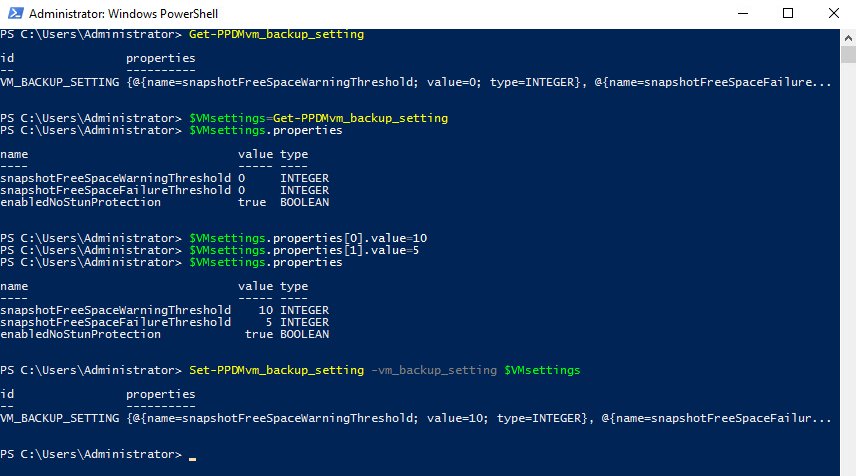 Administrator: Windows PowerShell
PS C:\Users\Administrator> Get-PPDMvm_backup_setting
id properties
-- ----------
VM_BACKUP_SETTING {@{name=snapshotFreeSpaceWarningThreshold; value=0; type=INTEGER}, @{name=snapshotFreeSpaceFailure...
PS C:\Users\Administrator> $VMsettings=Get-PPDMvm_backup_setting
PS C:\Users\Administrator> $VMsettings.properties
name value type
---- ----- ----
snapshotFreeSpaceWarningThreshold 0 INTEGER
snapshotFreeSpaceFailureThreshold 0 INTEGER
enabledNoStunProtection true BOOLEAN
PS C:\Users\Administrator> $VMsettings.properties[0].value=10
PS C:\Users\Administrator> $VMsettings.properties[1].value=5
PS C:\Users\Administrator> $VMsettings.properties
name value type
---- ----- ----
snapshotFreeSpaceWarningThreshold 10 INTEGER
snapshotFreeSpaceFailureThreshold 5 INTEGER
enabledNoStunProtection true BOOLEAN
PS C:\Users\Administrator> Set-PPDMvm_backup_setting -vm_backup_setting $VMsettings
id properties
-- ----------
VM_BACKUP_SETTING {@{name=snapshotFreeSpaceWarningThreshold; value=10; type=INTEGER}, @{name=snapshotFreeSpaceFailur...
PS C:\Users\Administrator>